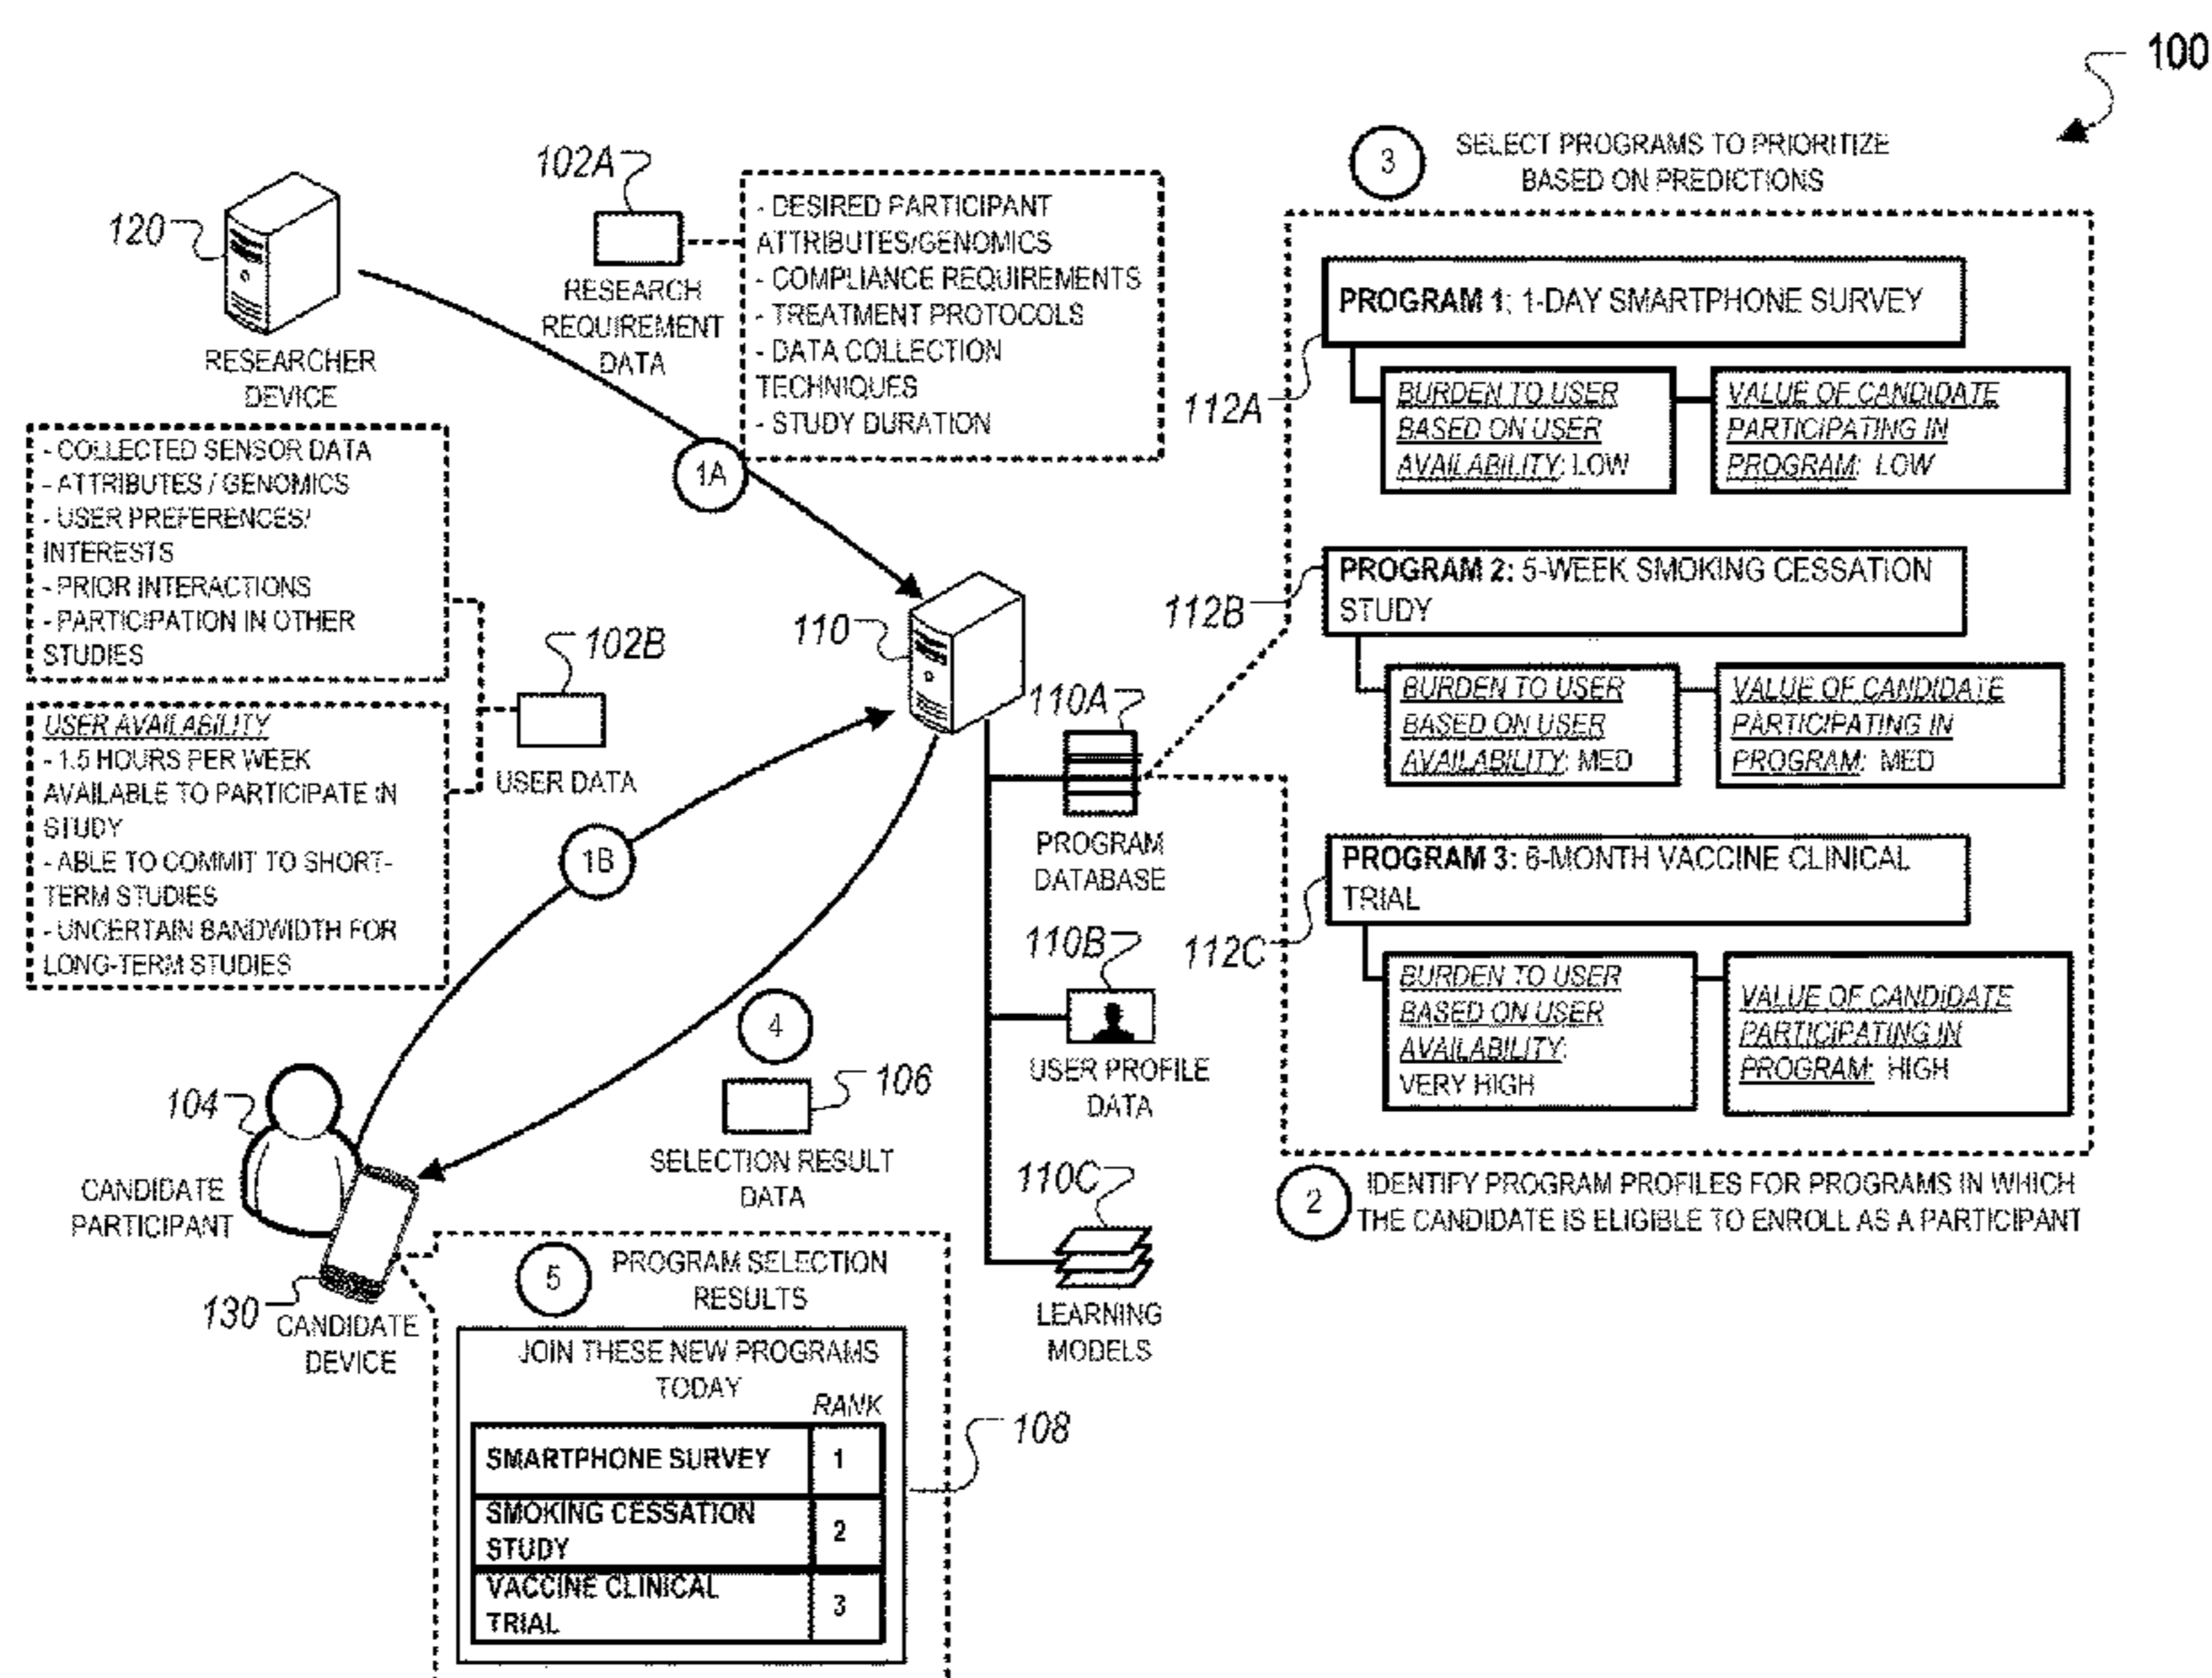 100
102A
120
RESEARCHER
DEVICE
RESEARCH
REQUIREMENT
DATA
- DESIRED PARTICIPANT
ATTRIBUTES/GENOMICS
- COMPLIANCE REQUIREMENTS
- TREATMENT PROTOCOLS
- DATA COLLECTION
TECHNIQUES
- STUDY DURATION
1A
3
SELECT PROGRAMS TO PRIORITIZE
BASED ON PREDICTIONS
PROGRAM 1: 1-DAY SMARTPHONE SURVEY
112A
BURDEN TO USER
BASED ON USER
AVAILABILITY: LOW
VALUE OF CANDIDATE
PARTICIPATING IN
PROGRAM: LOW
112B
PROGRAM 2: 5-WEEK SMOKING CESSATION
STUDY
BURDEN TO USER
BASED ON USER
AVAILABILITY: MED
VALUE OF CANDIDATE
PARTICIPATING IN
PROGRAM: MED
PROGRAM 3: 6-MONTH VACCINE CLINICAL
TRIAL
112C
BURDEN TO USER
BASED ON USER
AVAILABILITY:
VERY HIGH
VALUE OF CANDIDATE
PARTICIPATING IN
PROGRAM: HIGH
2
IDENTIFY PROGRAM PROFILES FOR PROGRAMS IN WHICH
THE CANDIDATE IS ELIGIBLE TO ENROLL AS A PARTICIPANT
- COLLECTED SENSOR DATA
- ATTRIBUTES / GENOMICS
- USER PREFERENCES/
INTERESTS
- PRIOR INTERACTIONS
- PARTICIPATION IN OTHER
STUDIES
USER AVAILABILITY
- 1.5 HOURS PER WEEK
AVAILABLE TO PARTICIPATE IN
STUDY
- ABLE TO COMMIT TO SHORT-
TERM STUDIES
- UNCERTAIN BANDWIDTH FOR
LONG-TERM STUDIES
102B
USER DATA
1B
110
110A
PROGRAM
DATABASE
110B
USER PROFILE
DATA
110C
LEARNING
MODELS
4
106
SELECTION RESULT
DATA
104
CANDIDATE
PARTICIPANT
130
CANDIDATE
DEVICE
5
PROGRAM SELECTION
RESULTS
JOIN THESE NEW PROGRAMS
TODAY
RANK
SMARTPHONE SURVEY 1
SMOKING CESSATION
STUDY 2
VACCINE CLINICAL
TRIAL 3
108